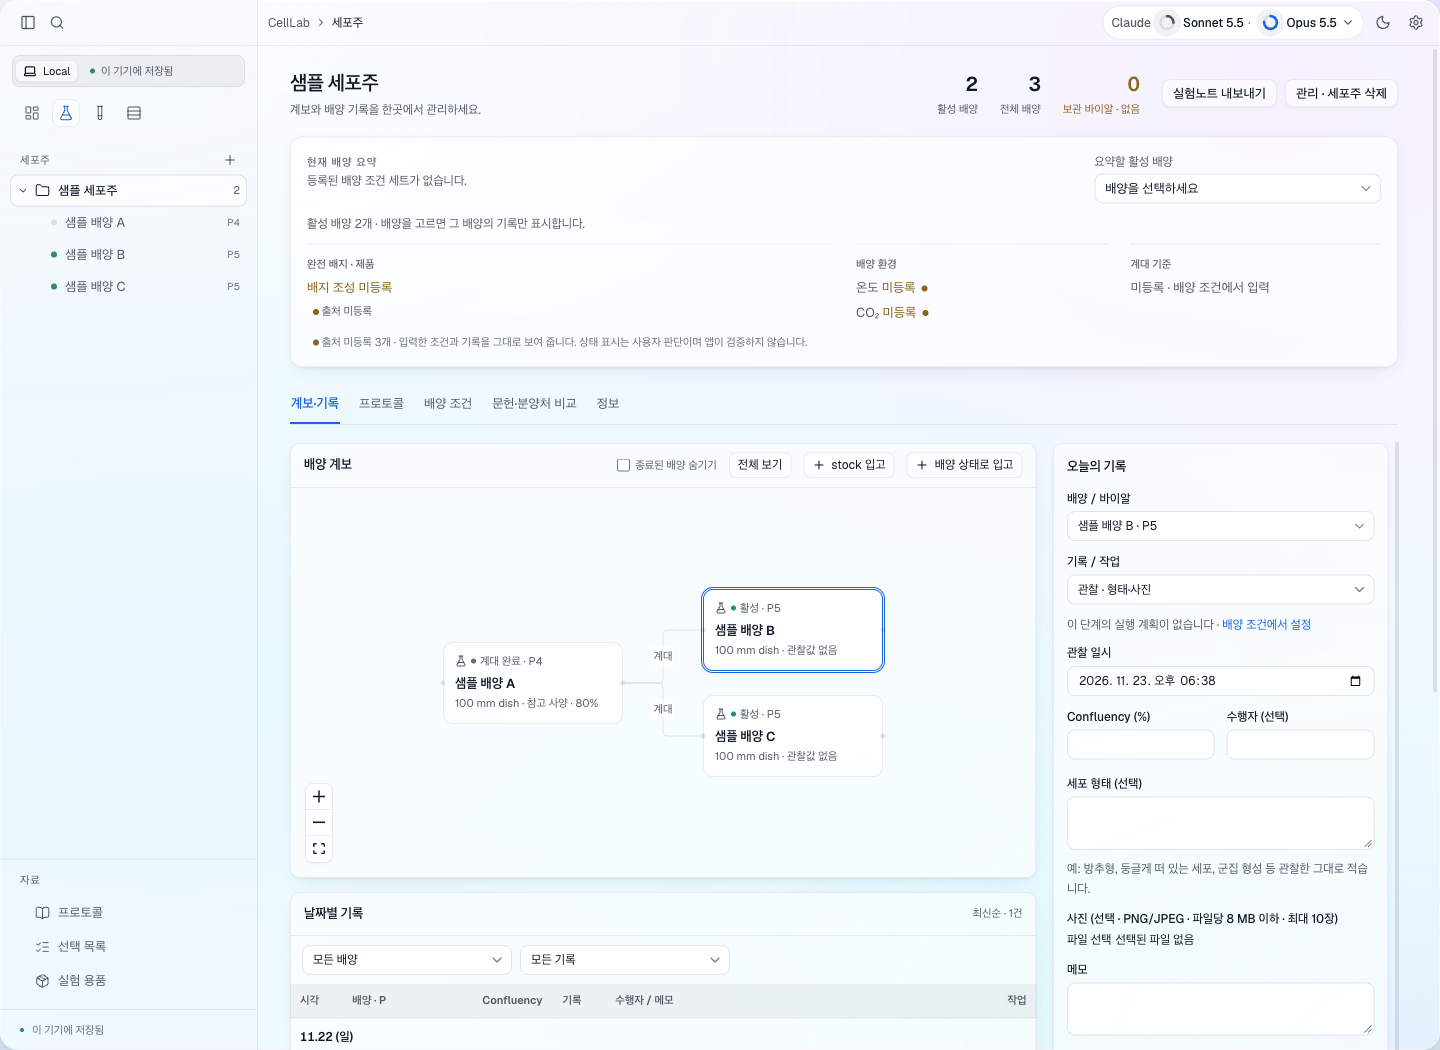 CellLab > 세포주
Claude Sonnet 5.5 · Opus 5.5
Local
이 기기에 저장됨
세포주
샘플 세포주 2
샘플 배양 A P4
샘플 배양 B P5
샘플 배양 C P5
자료
프로토콜
선택 목록
실험 용품
이 기기에 저장됨
샘플 세포주
계보와 배양 기록을 한곳에서 관리하세요.
2
활성 배양
3
전체 배양
0
보관 바이알 · 없음
실험노트 내보내기
관리 · 세포주 삭제
현재 배양 요약
등록된 배양 조건 세트가 없습니다.
요약할 활성 배양
배양을 선택하세요
활성 배양 2개 · 배양을 고르면 그 배양의 기록만 표시합니다.
완전 배지 · 제품
배지 조성 미등록
출처 미등록
배양 환경
온도 미등록
CO₂ 미등록
계대 기준
미등록 · 배양 조건에서 입력
출처 미등록 3개 · 입력한 조건과 기록을 그대로 보여 줍니다. 상태 표시는 사용자 판단이며 앱이 검증하지 않습니다.
계보·기록 프로토콜 배양 조건 문헌·분양처 비교 정보
배양 계보
종료된 배양 숨기기
전체 보기
+ stock 입고
+ 배양 상태로 입고
계대 완료 · P4
샘플 배양 A
100 mm dish · 참고 사양 · 80%
계대
계대
활성 · P5
샘플 배양 B
100 mm dish · 관찰값 없음
활성 · P5
샘플 배양 C
100 mm dish · 관찰값 없음
날짜별 기록
최신순 · 1건
모든 배양
모든 기록
시각 배양 · P Confluency 기록 수행자 / 메모 작업
11.22 (일)
오늘의 기록
배양 / 바이알
샘플 배양 B · P5
기록 / 작업
관찰 · 형태·사진
이 단계의 실행 계획이 없습니다 · 배양 조건에서 설정
관찰 일시
2026. 11. 23. 오후 06:38
Confluency (%)
수행자 (선택)
세포 형태 (선택)
예: 방추형, 둥글게 떠 있는 세포, 군집 형성 등 관찰한 그대로 적습
니다.
사진 (선택 · PNG/JPEG · 파일당 8 MB 이하 · 최대 10장)
파일 선택 선택된 파일 없음
메모